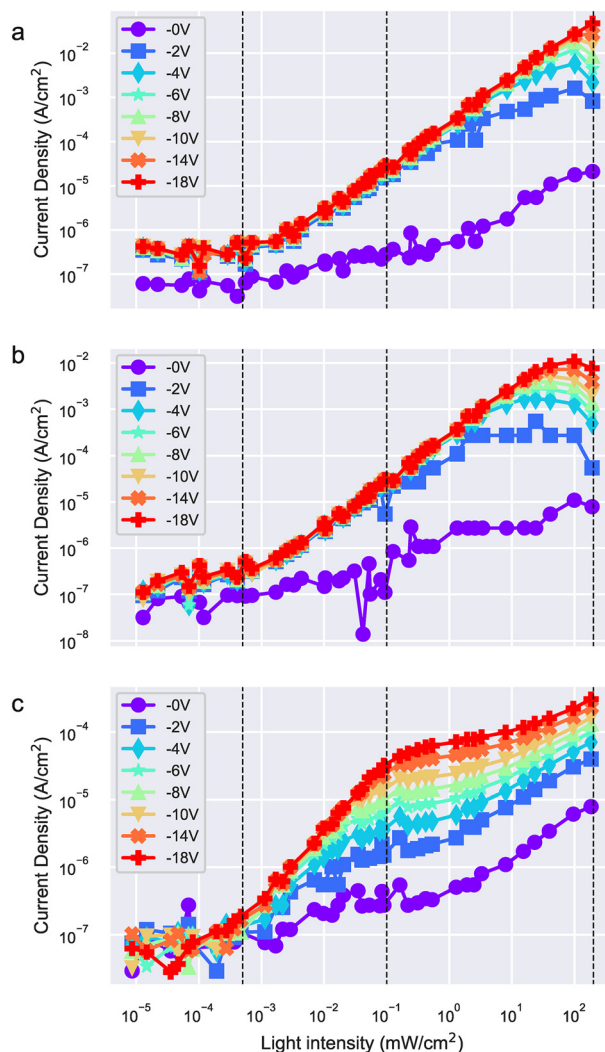 a
-0V
-2V
-4V
-6V
-8V
-10V
-14V
-18V
10⁻²
10⁻³
10⁻⁴
10⁻⁵
10⁻⁶
10⁻⁷
Current Density (A/cm²)
b
-0V
-2V
-4V
-6V
-8V
-10V
-14V
-18V
10⁻²
10⁻³
10⁻⁴
10⁻⁵
10⁻⁶
10⁻⁷
10⁻⁸
Current Density (A/cm²)
c
-0V
-2V
-4V
-6V
-8V
-10V
-14V
-18V
10⁻⁴
10⁻⁵
10⁻⁶
10⁻⁷
Current Density (A/cm²)
10⁻⁵ 10⁻⁴ 10⁻³ 10⁻² 10⁻¹ 10⁰ 10¹ 10²
Light intensity (mW/cm²)